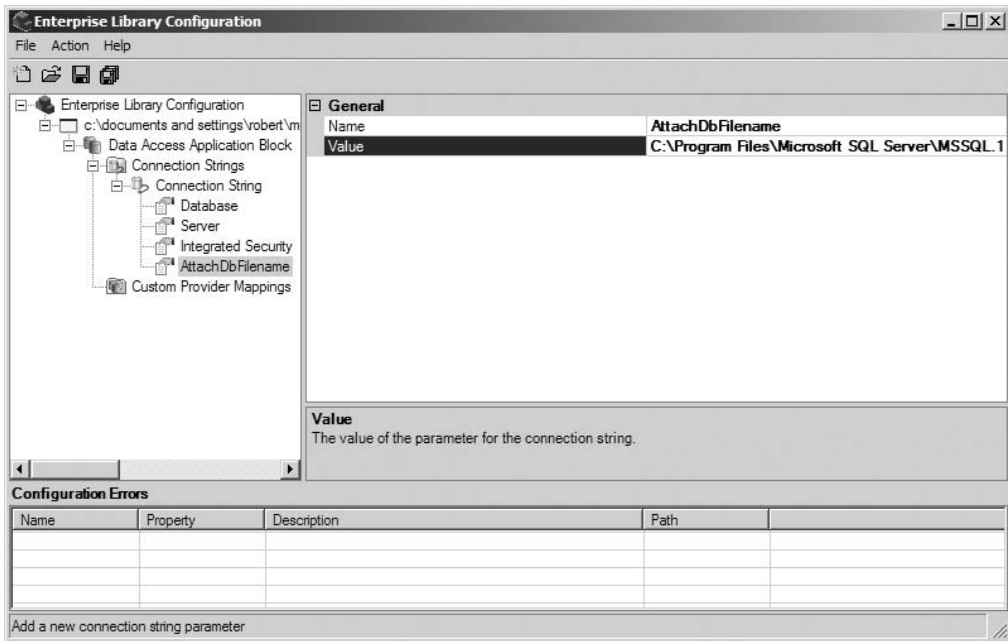 Enterprise Library Configuration
File Action Help
Enterprise Library Configuration
c:\documents and settings\robert\m
Data Access Application Block
Connection Strings
Connection String
Database
Server
Integrated Security
AttachDbFilename
Custom Provider Mappings
General
Name AttachDbFilename
Value C:\Program Files\Microsoft SQL Server\MSSQL.1
Value
The value of the parameter for the connection string.
Configuration Errors
Name Property Description Path
Add a new connection string parameter